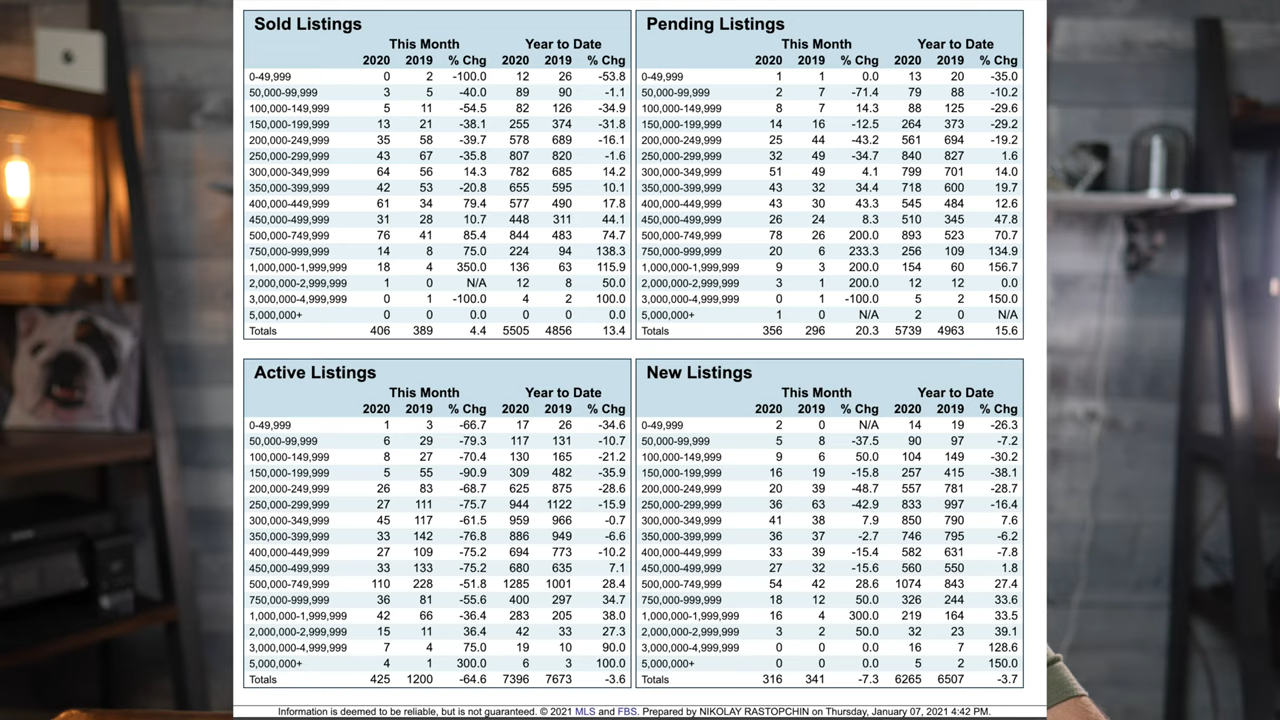 Sold Listings
This Month Year to Date
2020 2019 % Chg 2020 2019 % Chg
0-49,999 0 2 -100.0 12 26 -53.8
50,000-99,999 3 5 -40.0 89 90 -1.1
100,000-149,999 5 11 -54.5 82 126 -34.9
150,000-199,999 13 21 -38.1 255 374 -31.8
200,000-249,999 35 58 -39.7 578 689 -16.1
250,000-299,999 43 67 -35.8 807 820 -1.6
300,000-349,999 64 56 14.3 782 685 14.2
350,000-399,999 42 53 -20.8 655 595 10.1
400,000-449,999 61 34 79.4 577 490 17.8
450,000-499,999 31 28 10.7 448 311 44.1
500,000-749,999 76 41 85.4 844 483 74.7
750,000-999,999 14 8 75.0 224 94 138.3
1,000,000-1,999,999 18 4 350.0 136 63 115.9
2,000,000-2,999,999 1 0 N/A 12 8 50.0
3,000,000-4,999,999 0 1 -100.0 4 2 100.0
5,000,000+ 0 0 0.0 0 0 0.0
Totals 406 389 4.4 5505 4856 13.4
Pending Listings
This Month Year to Date
2020 2019 % Chg 2020 2019 % Chg
0-49,999 1 1 0.0 13 20 -35.0
50,000-99,999 2 7 -71.4 79 88 -10.2
100,000-149,999 8 7 14.3 88 125 -29.6
150,000-199,999 14 16 -12.5 264 373 -29.2
200,000-249,999 25 44 -43.2 561 694 -19.2
250,000-299,999 32 49 -34.7 840 827 1.6
300,000-349,999 51 49 4.1 799 701 14.0
350,000-399,999 43 32 34.4 718 600 19.7
400,000-449,999 43 30 43.3 545 484 12.6
450,000-499,999 26 24 8.3 510 345 47.8
500,000-749,999 78 26 200.0 893 523 70.7
750,000-999,999 20 6 233.3 256 109 134.9
1,000,000-1,999,999 9 3 200.0 154 60 156.7
2,000,000-2,999,999 3 1 200.0 12 12 0.0
3,000,000-4,999,999 0 1 -100.0 5 2 150.0
5,000,000+ 1 0 N/A 2 0 N/A
Totals 356 296 20.3 5739 4963 15.6
Active Listings
This Month Year to Date
2020 2019 % Chg 2020 2019 % Chg
0-49,999 1 3 -66.7 17 26 -34.6
50,000-99,999 6 29 -79.3 117 131 -10.7
100,000-149,999 8 27 -70.4 130 165 -21.2
150,000-199,999 5 55 -90.9 309 482 -35.9
200,000-249,999 26 83 -68.7 625 875 -28.6
250,000-299,999 27 111 -75.7 944 1122 -15.9
300,000-349,999 45 117 -61.5 959 966 -0.7
350,000-399,999 33 142 -76.8 886 949 -6.6
400,000-449,999 27 109 -75.2 694 773 -10.2
450,000-499,999 33 133 -75.2 680 635 7.1
500,000-749,999 110 228 -51.8 1285 1001 28.4
750,000-999,999 36 81 -55.6 400 297 34.7
1,000,000-1,999,999 42 66 -36.4 283 205 38.0
2,000,000-2,999,999 15 11 36.4 42 33 27.3
3,000,000-4,999,999 7 4 75.0 19 10 90.0
5,000,000+ 4 1 300.0 6 3 100.0
Totals 425 1200 -64.6 7396 7673 -3.6
New Listings
This Month Year to Date
2020 2019 % Chg 2020 2019 % Chg
0-49,999 2 0 N/A 14 19 -26.3
50,000-99,999 5 8 -37.5 90 97 -7.2
100,000-149,999 9 6 50.0 104 149 -30.2
150,000-199,999 16 19 -15.8 257 415 -38.1
200,000-249,999 20 39 -48.7 557 781 -28.7
250,000-299,999 36 63 -42.9 833 997 -16.4
300,000-349,999 41 38 7.9 850 790 7.6
350,000-399,999 36 37 -2.7 746 795 -6.2
400,000-449,999 33 39 -15.4 582 631 -7.8
450,000-499,999 27 32 -15.6 560 550 1.8
500,000-749,999 54 42 28.6 1074 843 27.4
750,000-999,999 18 12 50.0 326 244 33.6
1,000,000-1,999,999 16 4 300.0 219 164 33.5
2,000,000-2,999,999 3 2 50.0 32 23 39.1
3,000,000-4,999,999 0 0 0.0 16 7 128.6
5,000,000+ 0 0 0.0 5 2 150.0
Totals 316 341 -7.3 6265 6507 -3.7
Information is deemed to be reliable, but is not guaranteed. © 2021 MLS and FBS. Prepared by NIKOLAY RASTOPCHIN on Thursday, January 07, 2021 4:42 PM.